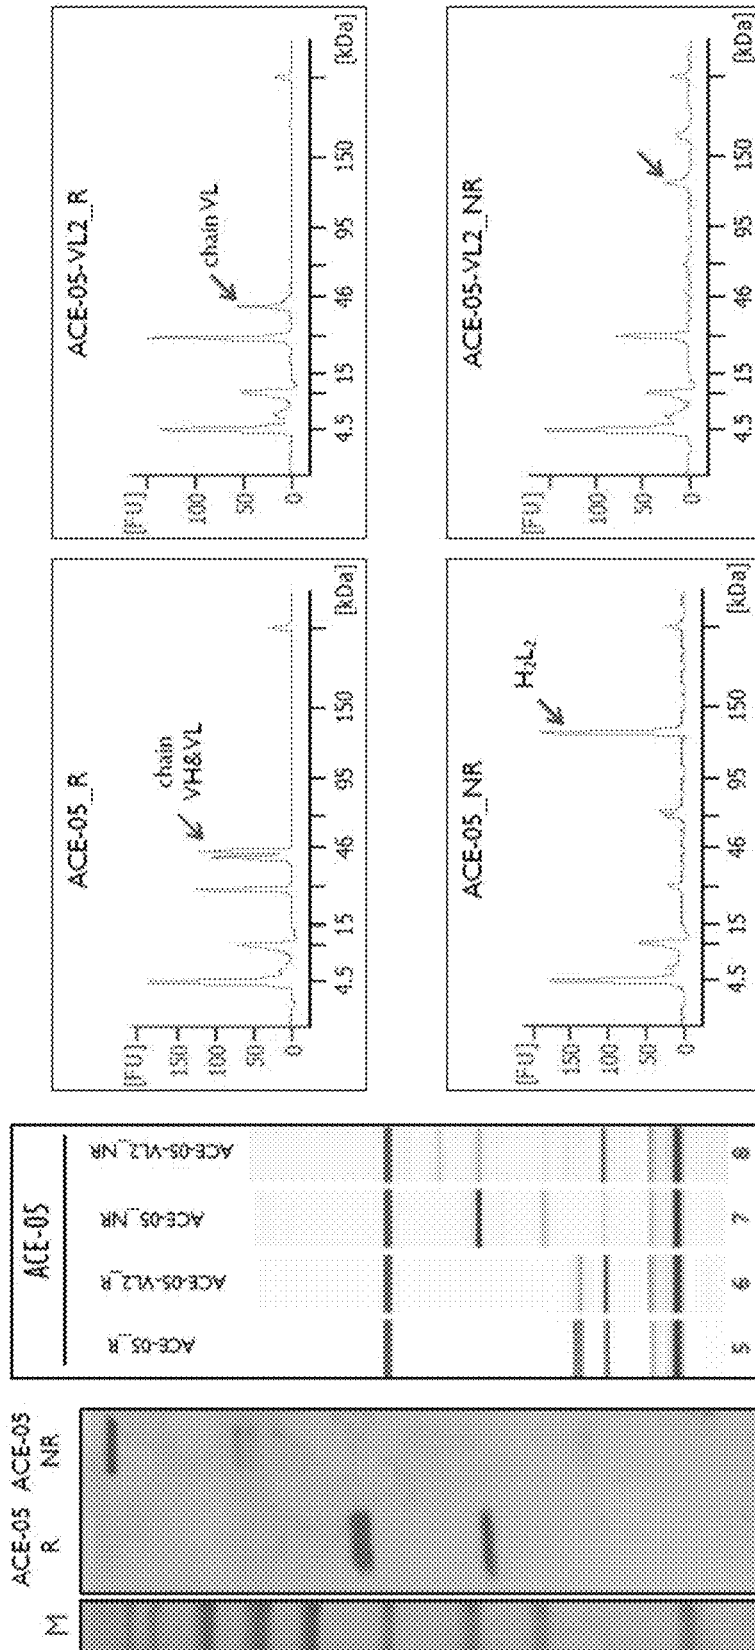 M
ACE-05 ACE-05
R NR
ACE-05
ACE-05_R ACE-05-VL2_R ACE-05_NR ACE-05-VL2_NR
5 6 7 8
ACE-05_R
[FU]
150
100
50
0
chain
VH&VL
4.5 15 46 95 150 [kDa]
ACE-05-VL2_R
[FU]
100
50
0
chain VL
4.5 15 46 95 150 [kDa]
ACE-05_NR
[FU]
150
100
50
0
H₂L₂
4.5 15 46 95 150 [kDa]
ACE-05-VL2_NR
[FU]
100
50
0
4.5 15 46 95 150 [kDa]